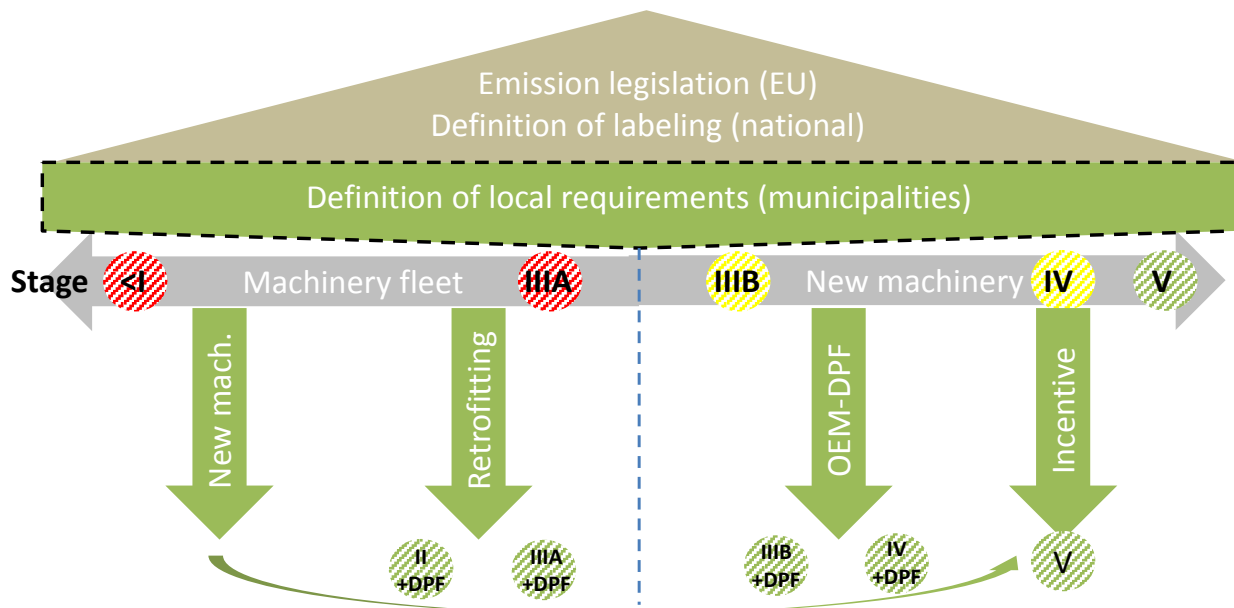 Emission legislation (EU)
Definition of labeling (national)
Definition of local requirements (municipalities)
Stage
<I
Machinery fleet
IIIA
IIIB
New machinery
IV
V
New mach.
Retrofitting
OEM-DPF
Incentive
II
+DPF
IIIA
+DPF
IIIB
+DPF
IV
+DPF
V